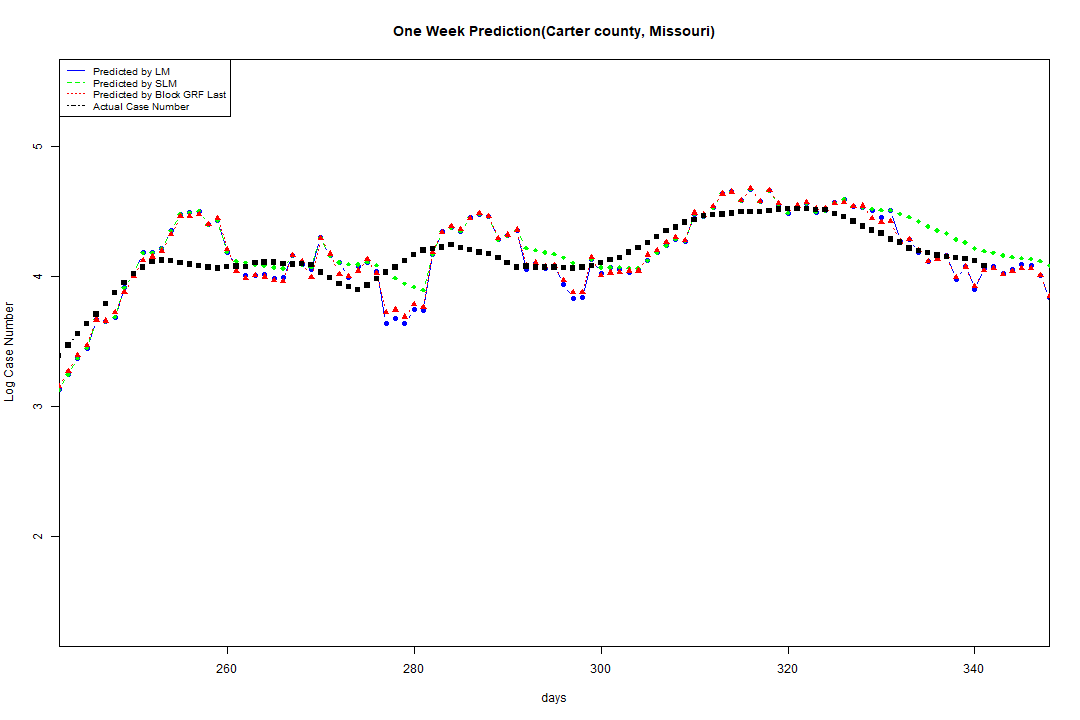 One Week Prediction(Carter county, Missouri)
Predicted by LM
Predicted by SLM
Predicted by Block GRF Last
Actual Case Number
5
4
3
2
Log Case Number
260 280 300 320 340
days